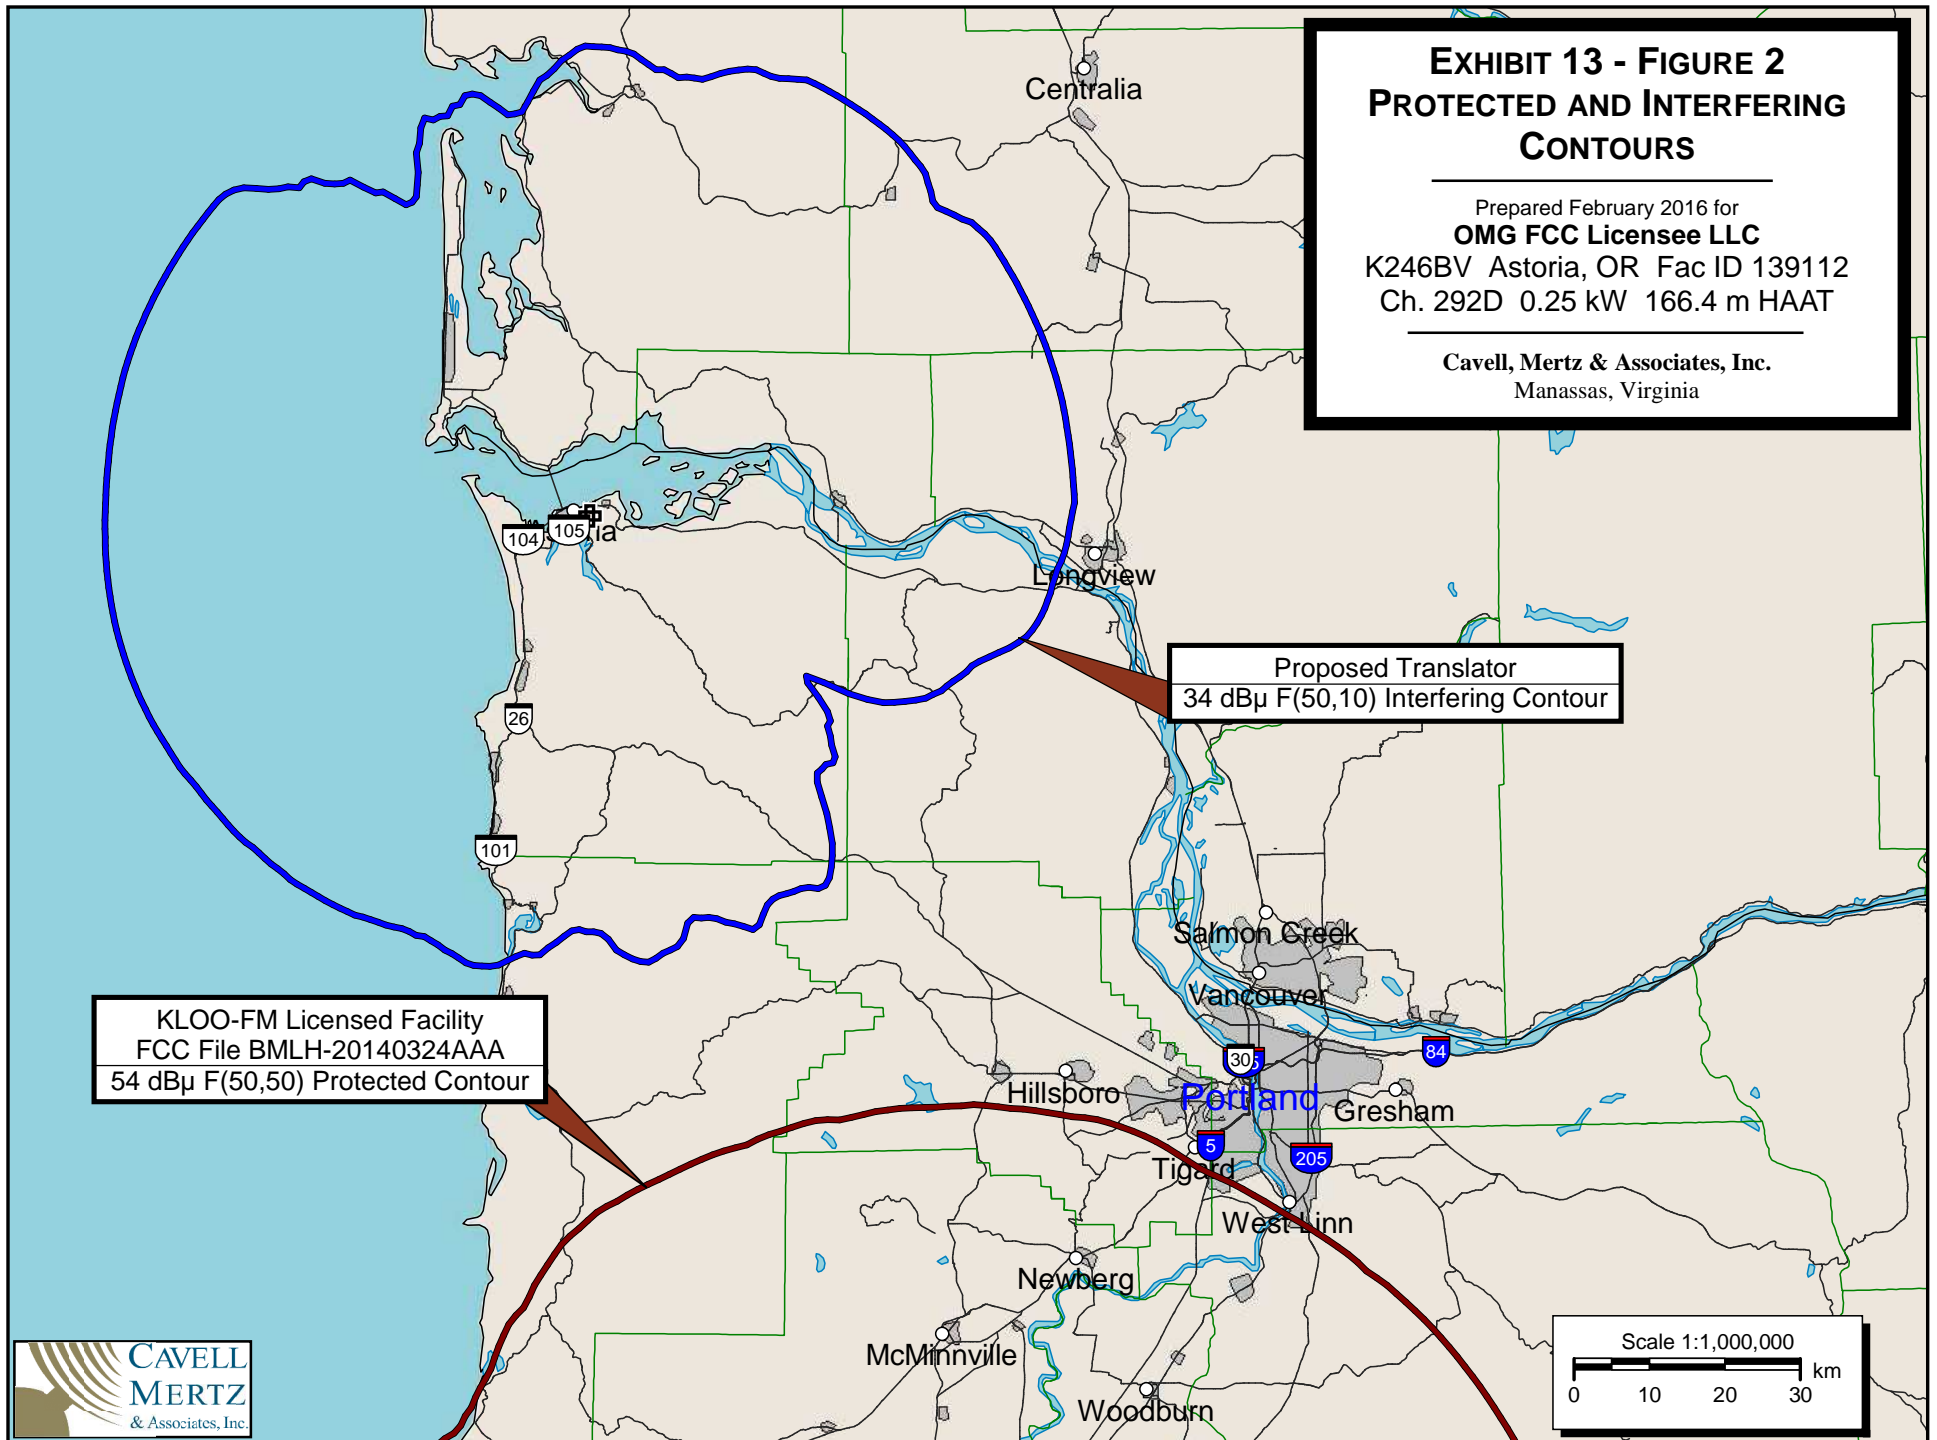 EXHIBIT 13 - FIGURE 2
PROTECTED AND INTERFERING
CONTOURS
Prepared February 2016 for
OMG FCC Licensee LLC
K246BV Astoria, OR Fac ID 139112
Ch. 292D 0.25 kW 166.4 m HAAT
Cavell, Mertz & Associates, Inc.
Manassas, Virginia
Centralia
104
105
ia
Longview
Proposed Translator
34 dBµ F(50,10) Interfering Contour
26
101
Salmon Creek
Vancouver
KLOO-FM Licensed Facility
FCC File BMLH-20140324AAA
54 dBµ F(50,50) Protected Contour
30
5
84
Hillsboro
Portland
Gresham
5
205
Tigard
West Linn
Newberg
McMinnville
Woodburn
Scale 1:1,000,000
km
0 10 20 30
CAVELL
MERTZ
& Associates, Inc.